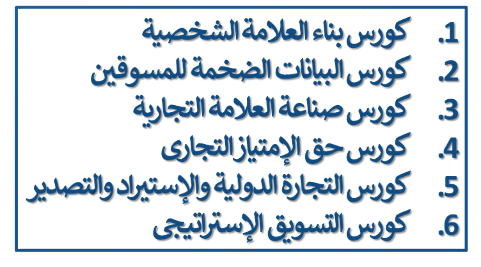 1. كورس بناء العلامة الشخصية
2. كورس البيانات الضخمة للمسوقين
3. كورس صناعة العلامة التجارية
4. كورس حق الإمتياز التجارى
5. كورس التجارة الدولية والإستيراد والتصدير
6. كورس التسويق الإستراتيجى